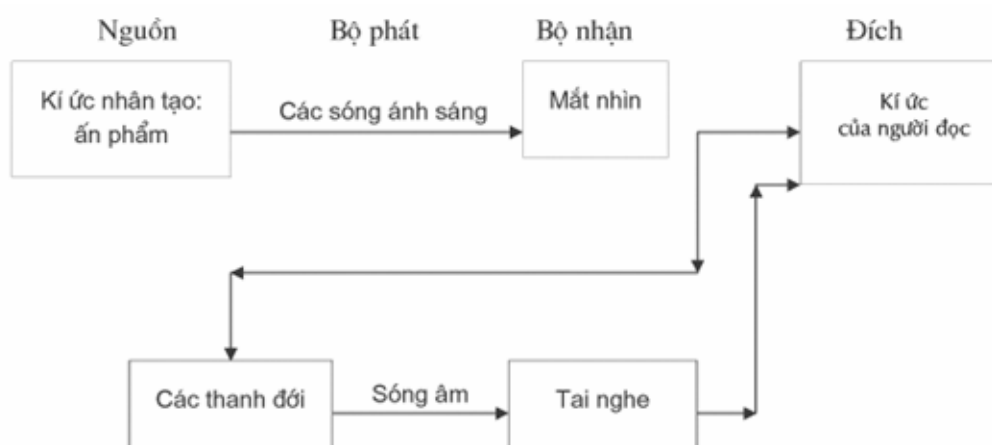 Nguồn Bộ phát Bộ nhận Đích
Kí ức nhân tạo:
ấn phẩm
Các sóng ánh sáng
Mắt nhìn
Kí ức
của người đọc
Các thanh đới
Sóng âm
Tai nghe